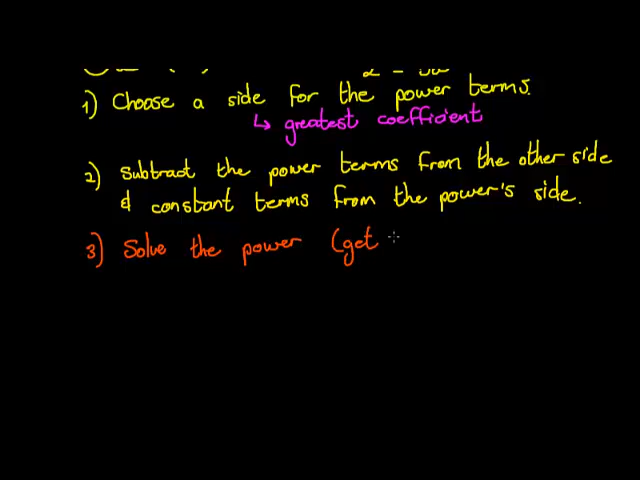 1) Choose a side for the power terms.
↳ greatest coefficient
2) Subtract the power terms from the other side
& constant terms from the power's side.
3) Solve the power (get